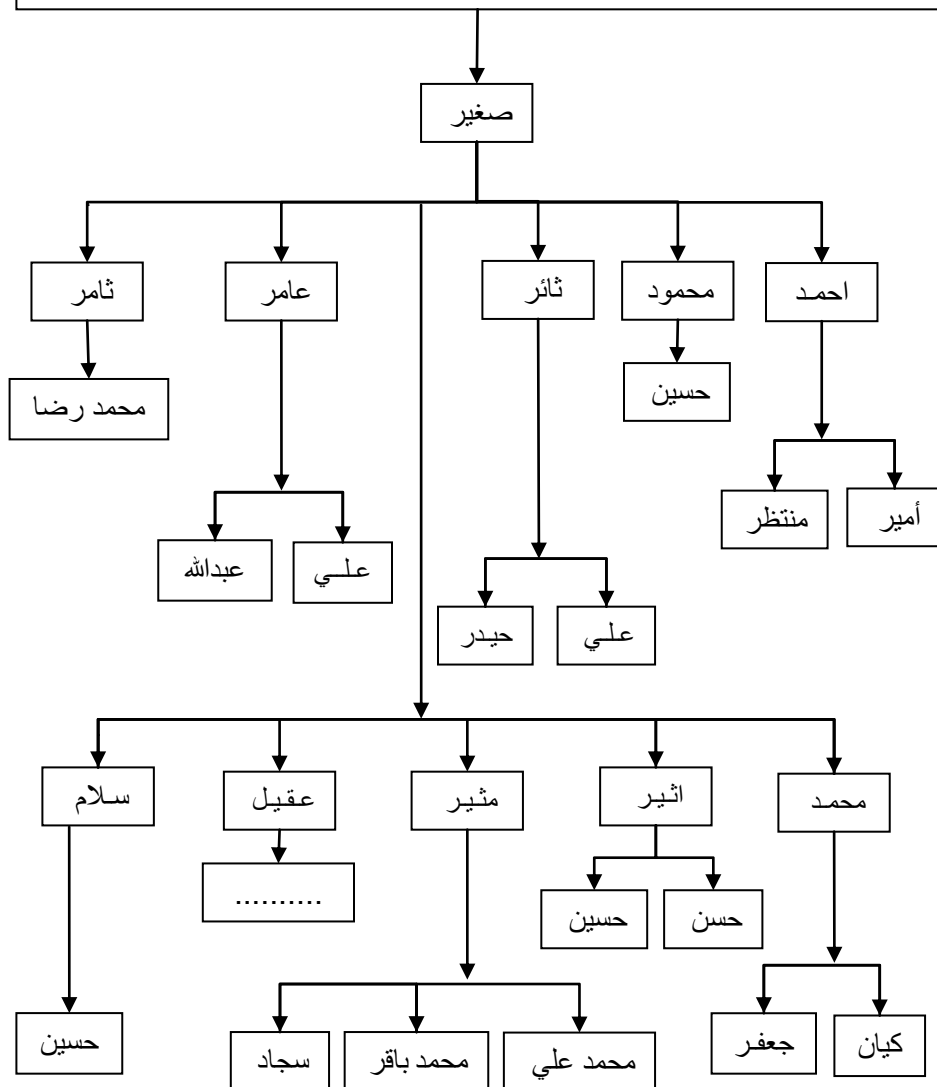 صغير
احمد
محمود
ثائر
عامر
ثامر
حسين
محمد رضا
أمير
منتظر
علي
عبدالله
علي
حيدر
محمد
اثير
مثير
عقيل
سلام
..........
حسن
حسين
كيان
جعفر
محمد علي
محمد باقر
سجاد
حسين